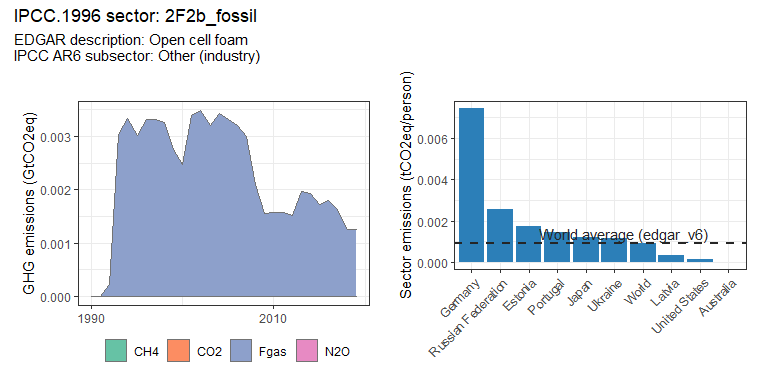 IPCC.1996 sector: 2F2b_fossil
EDGAR description: Open cell foam
IPCC AR6 subsector: Other (industry)
GHG emissions (GtCO2eq)
0.003
0.002
0.001
0.000
1990
2010
CH4
CO2
Fgas
N2O
Sector emissions (tCO2eq/person)
0.006
0.004
0.002
0.000
World average (edgar_v6)
Germany
Russian Federation
Estonia
Portugal
Japan
Ukraine
World
Latvia
United States
Australia